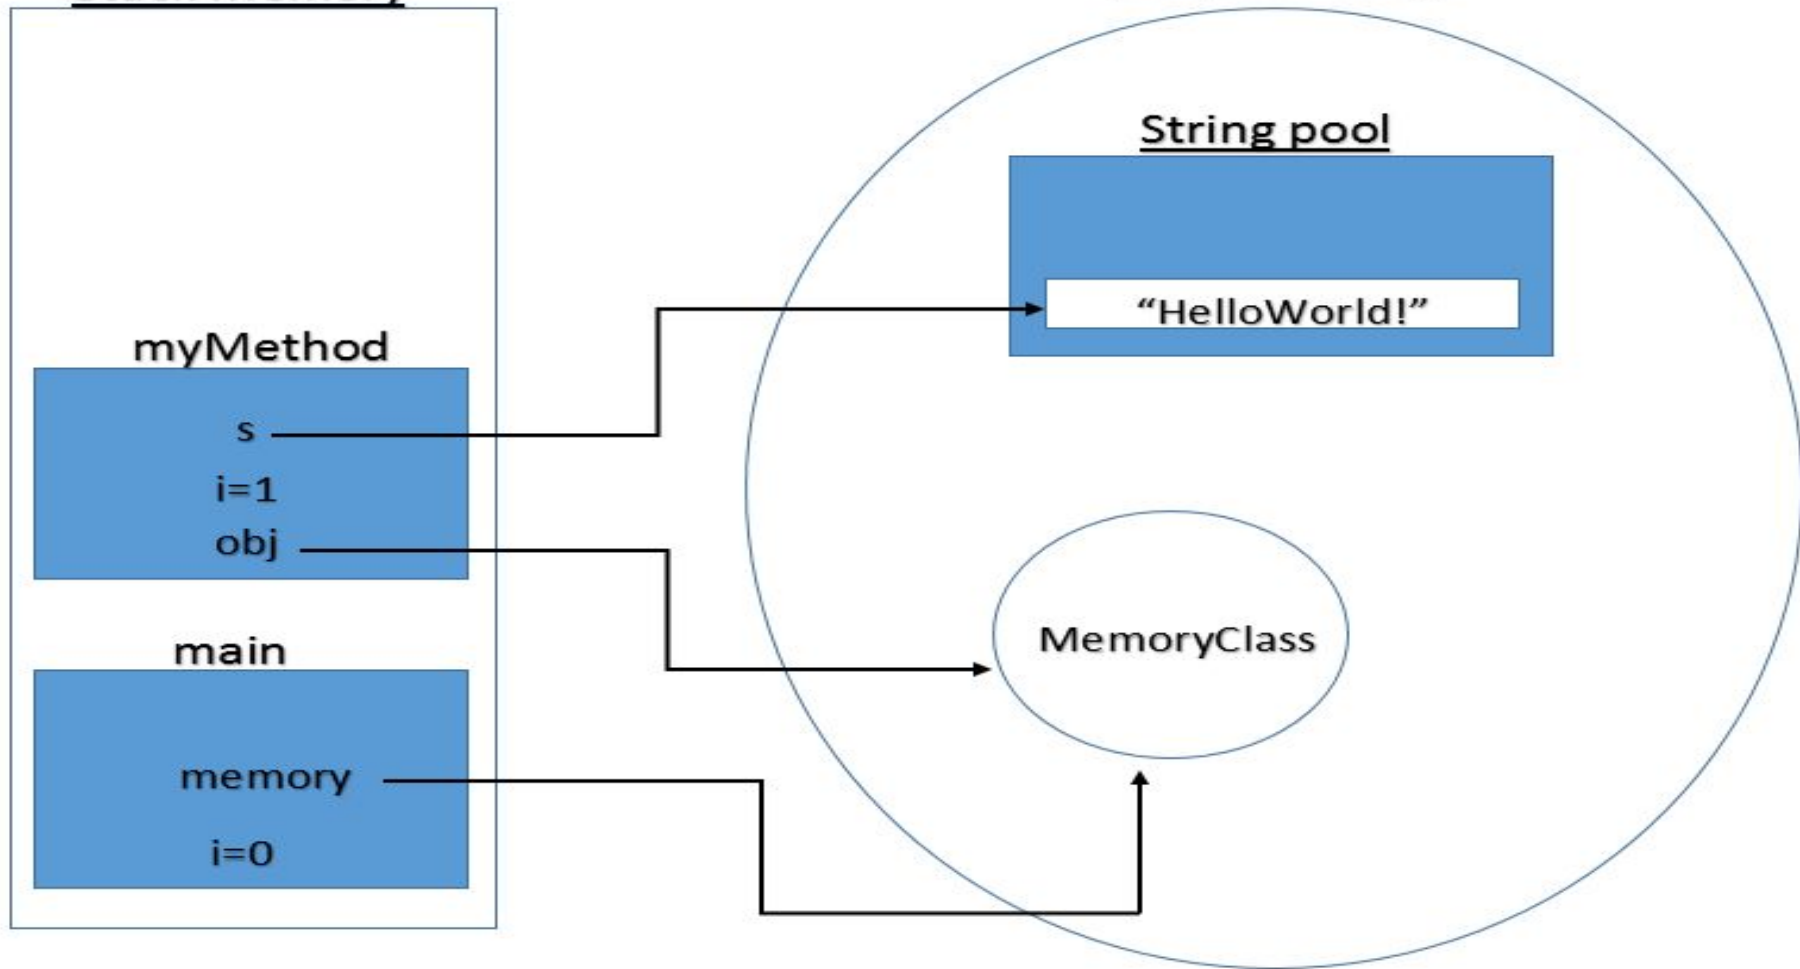 String pool
“HelloWorld!”
myMethod
s
i=1
obj
main
memory
i=0
MemoryClass